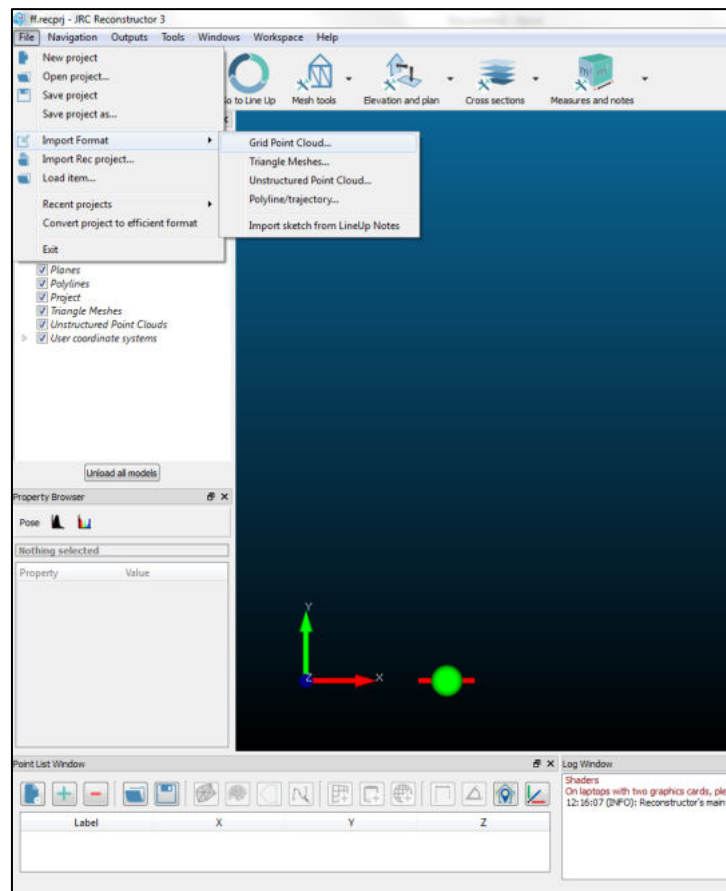 ff.recprj - JRC Reconstructor 3
File Navigation Outputs Tools Windows Workspace Help
New project
Open project...
Save project
Save project as...
Import Format
Import Rec project...
Load item...
Recent projects
Convert project to efficient format
Exit
to Line Up
Mesh tools
Elevation and plan
Cross sections
Measures and notes
Grid Point Cloud...
Triangle Meshes...
Unstructured Point Cloud...
Polyline/trajectory...
Import sketch from LineUp Notes
Planes
Polylines
Project
Triangle Meshes
Unstructured Point Clouds
User coordinate systems
Unload all models
Property Browser
Pose
Nothing selected
Property Value
Y
Z
X
Point List Window
Label X Y Z
Log Window
Shaders
On laptops with two graphics cards, ple
12:16:07 (INFO): Reconstructor's main